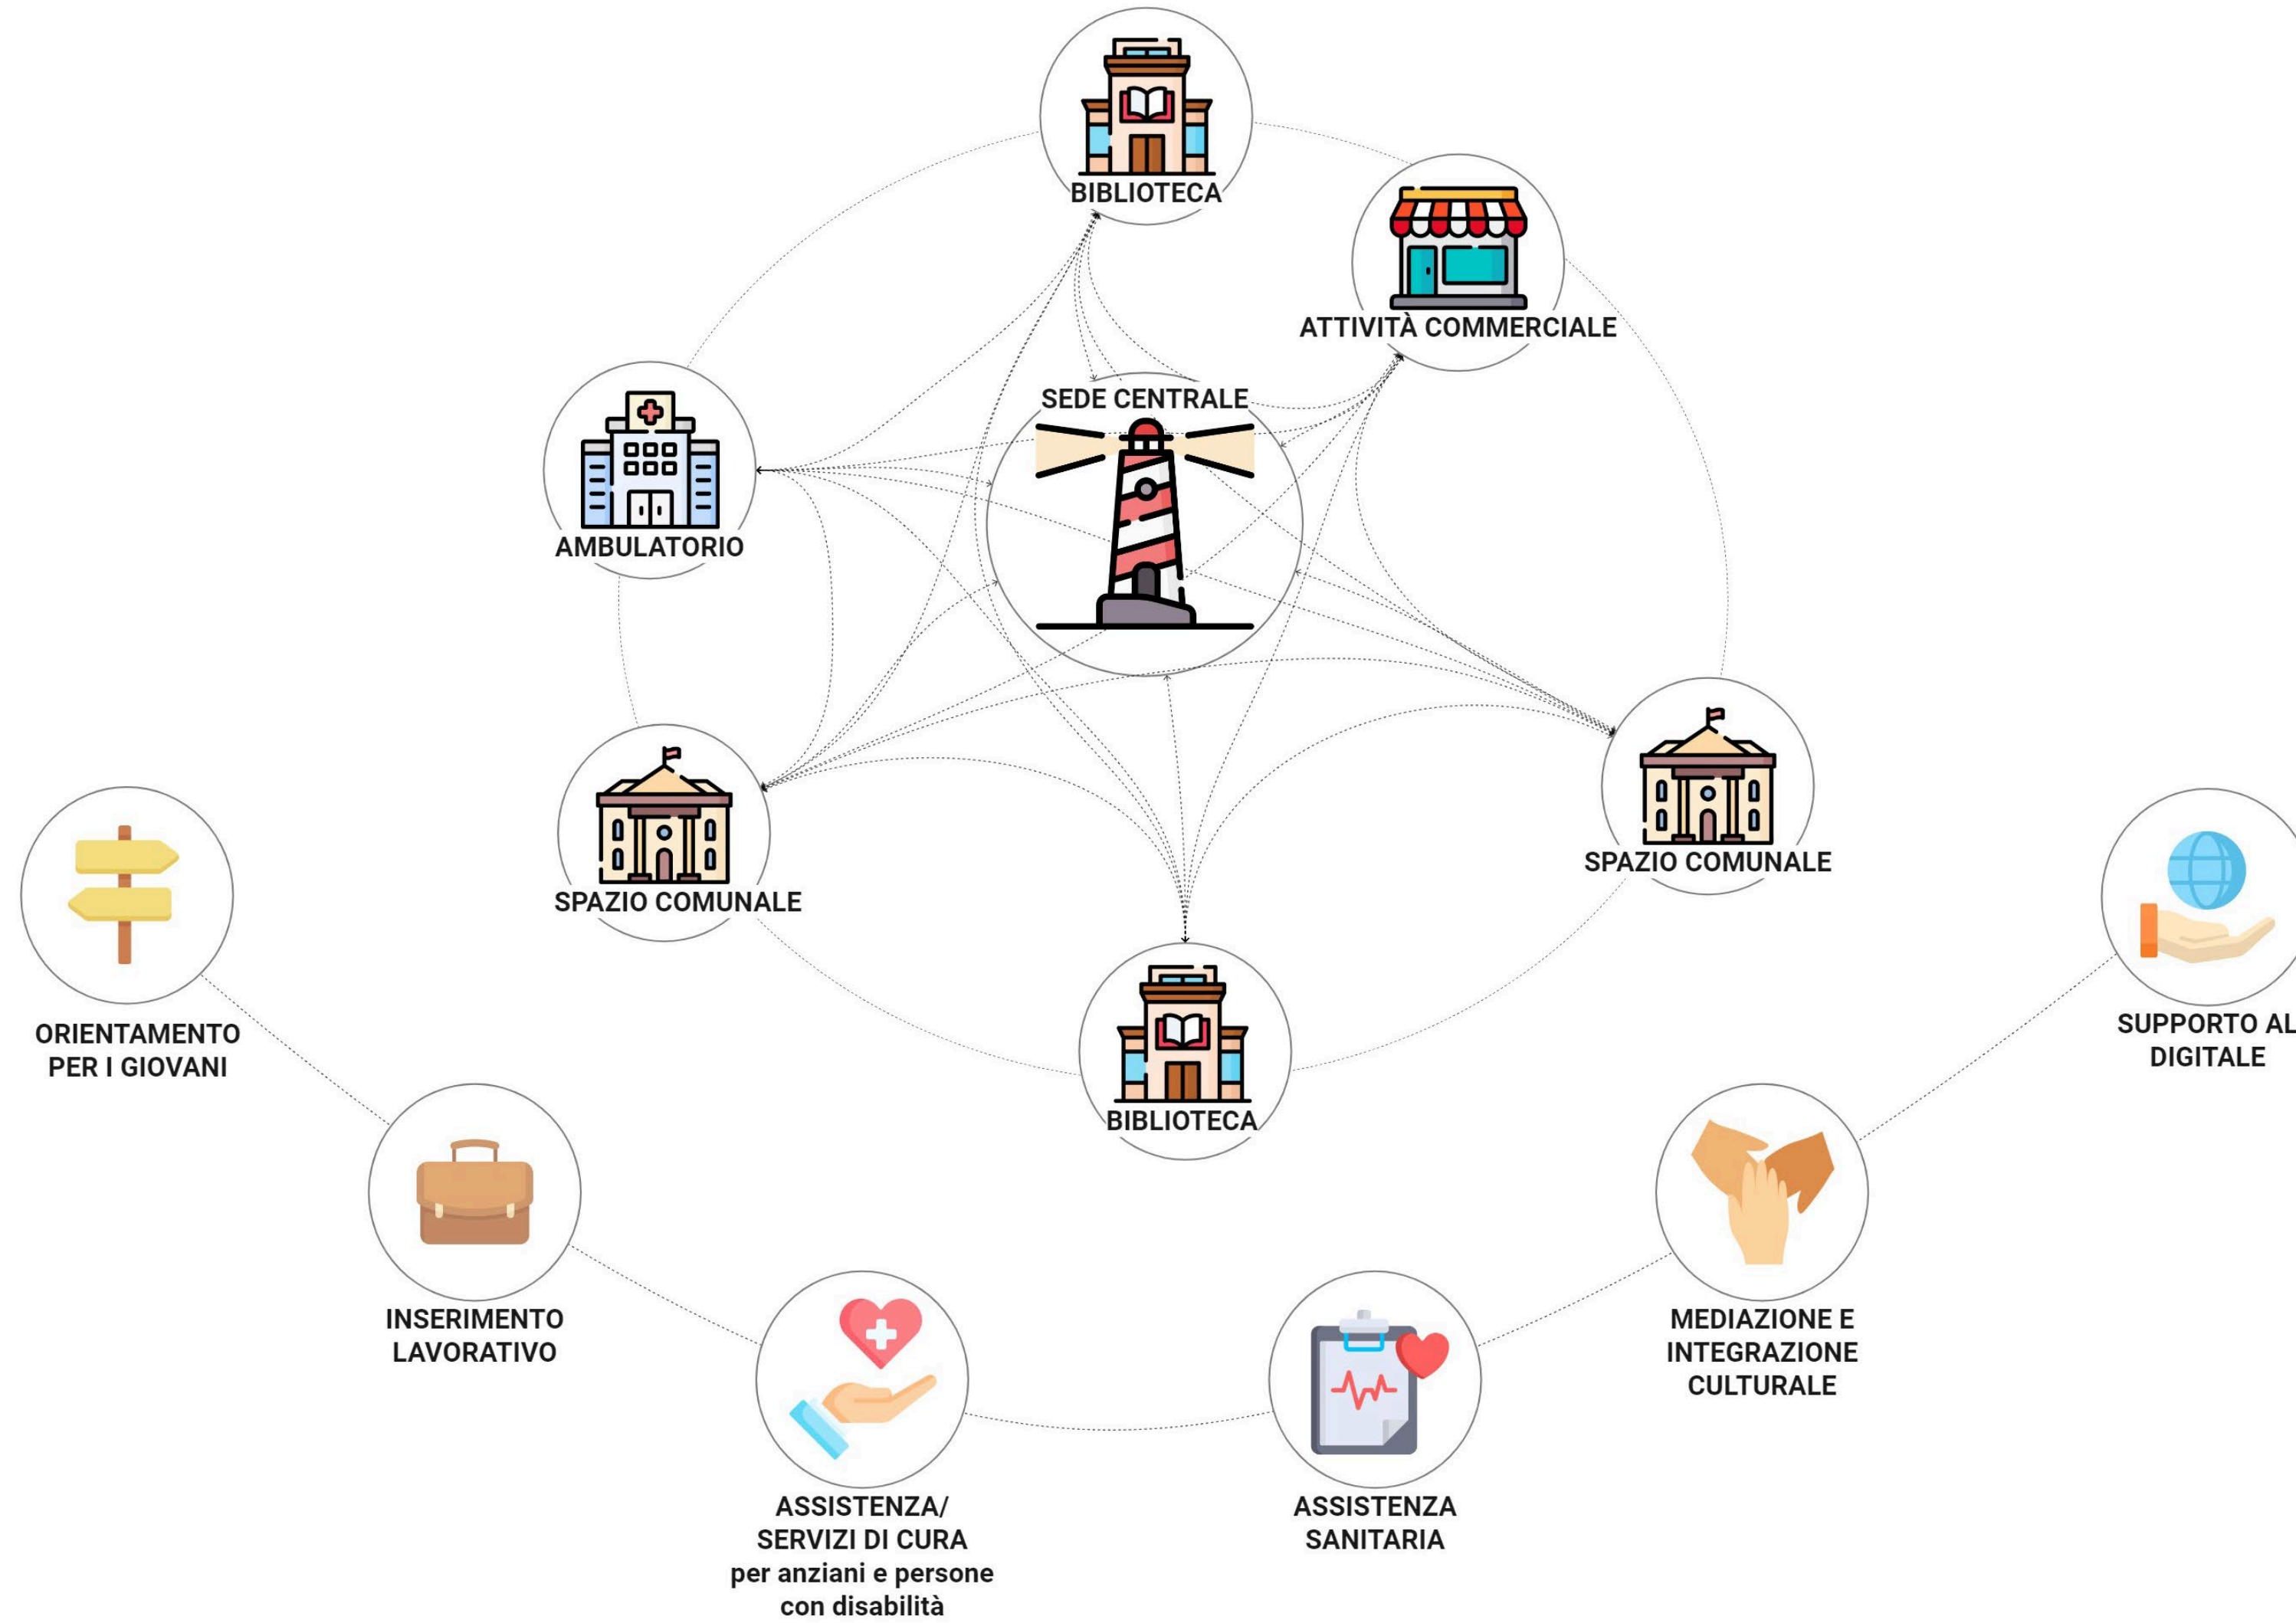 BIBLIOTECA
ATTIVITÀ COMMERCIALE
SEDE CENTRALE
AMBULATORIO
SPAZIO COMUNALE
SPAZIO COMUNALE
BIBLIOTECA
ORIENTAMENTO
PER I GIOVANI
SUPPORTO AL
DIGITALE
INSERIMENTO
LAVORATIVO
MEDIAZIONE E
INTEGRAZIONE
CULTURALE
ASSISTENZA/
SERVIZI DI CURA
per anziani e persone
con disabilità
ASSISTENZA
SANITARIA